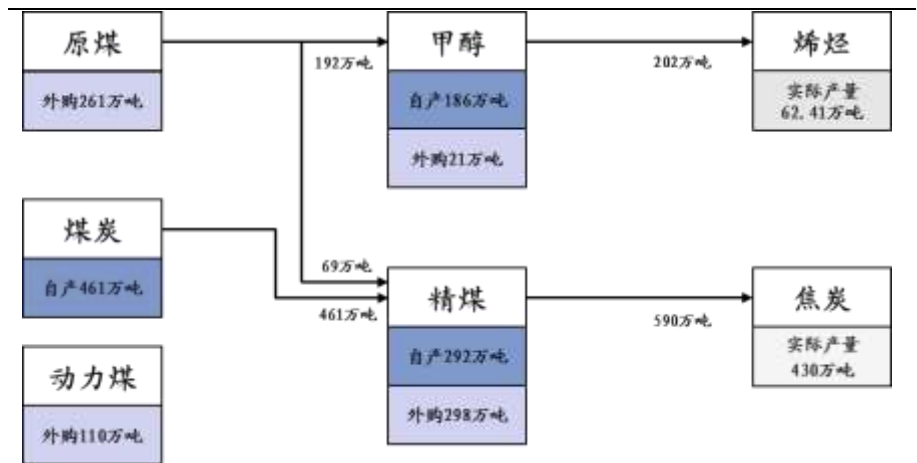 原煤
外购261万吨
192万吨
甲醇
自产186万吨
外购21万吨
202万吨
烯烃
实际产量
62.41万吨
煤炭
自产461万吨
69万吨
461万吨
精煤
自产292万吨
外购298万吨
590万吨
焦炭
实际产量
430万吨
动力煤
外购110万吨